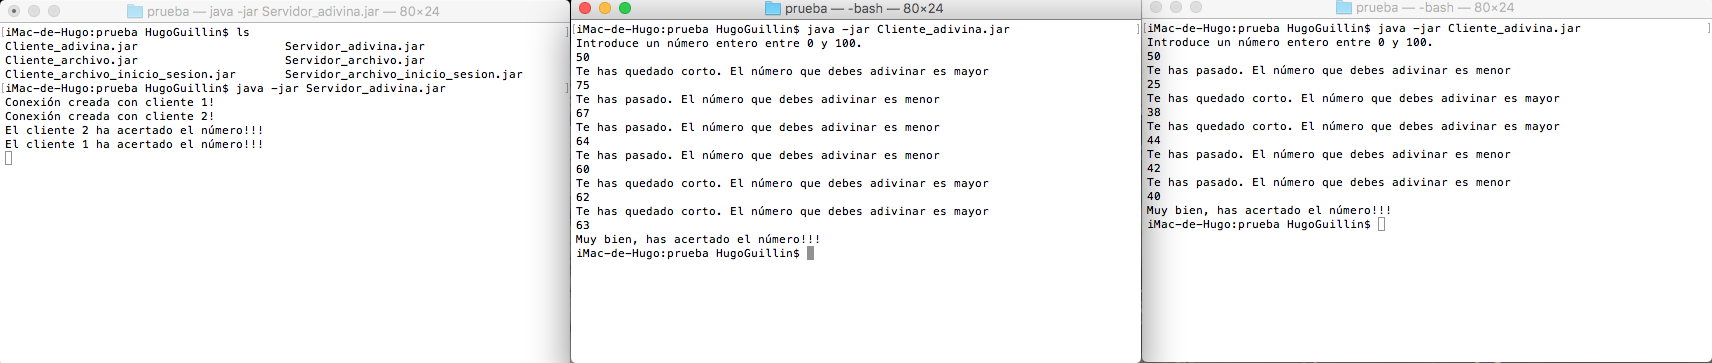 prueba — java -jar Servidor_adivina.jar — 80×24
[iMac-de-Hugo:prueba HugoGuillin$ ls ]
Cliente_adivina.jar Servidor_adivina.jar
Cliente_archivo.jar Servidor_archivo.jar
Cliente_archivo_inicio_sesion.jar Servidor_archivo_inicio_sesion.jar
[iMac-de-Hugo:prueba HugoGuillin$ java -jar Servidor_adivina.jar ]
Conexión creada con cliente 1!
Conexión creada con cliente 2!
El cliente 2 ha acertado el número!!!
El cliente 1 ha acertado el número!!!
prueba — -bash — 80×24
[iMac-de-Hugo:prueba HugoGuillin$ java -jar Cliente_adivina.jar ]
Introduce un número entero entre 0 y 100.
50
Te has quedado corto. El número que debes adivinar es mayor
75
Te has pasado. El número que debes adivinar es menor
67
Te has pasado. El número que debes adivinar es menor
64
Te has pasado. El número que debes adivinar es menor
60
Te has quedado corto. El número que debes adivinar es mayor
62
Te has quedado corto. El número que debes adivinar es mayor
63
Muy bien, has acertado el número!!!
iMac-de-Hugo:prueba HugoGuillin$
prueba — -bash — 80×24
[iMac-de-Hugo:prueba HugoGuillin$ java -jar Cliente_adivina.jar ]
Introduce un número entero entre 0 y 100.
50
Te has pasado. El número que debes adivinar es menor
25
Te has quedado corto. El número que debes adivinar es mayor
38
Te has quedado corto. El número que debes adivinar es mayor
44
Te has pasado. El número que debes adivinar es menor
42
Te has pasado. El número que debes adivinar es menor
40
Muy bien, has acertado el número!!!
iMac-de-Hugo:prueba HugoGuillin$